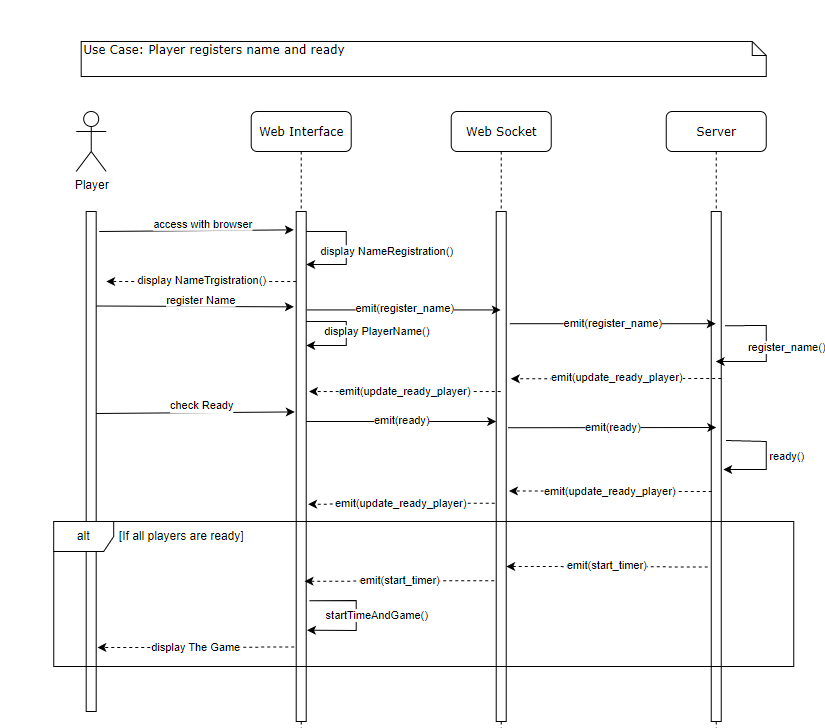 Use Case: Player registers name and ready
Web Interface
Web Socket
Server
Player
access with browser
display NameRegistration()
display NameTrgistration()
register Name
emit(register_name)
emit(register_name)
display PlayerName()
register_name()
emit(update_ready_player)
emit(update_ready_player)
check Ready
emit(ready)
emit(ready)
ready()
emit(update_ready_player)
emit(update_ready_player)
alt
[If all players are ready]
emit(start_timer)
emit(start_timer)
startTimeAndGame()
display The Game